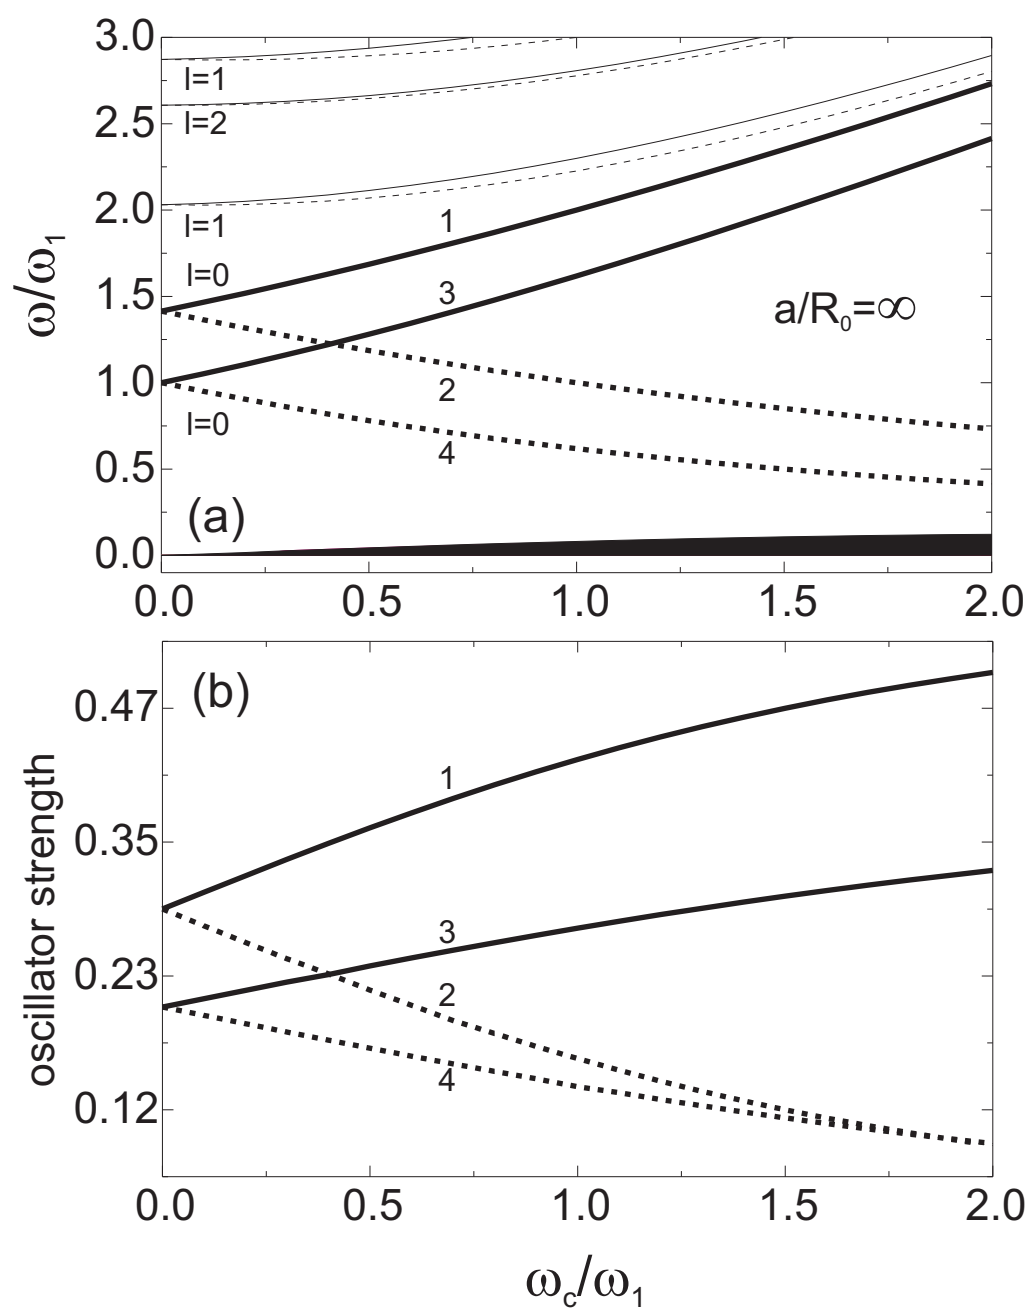 3.0
l=1
l=2
2.5
2.0
l=1
1
ω/ω₁
l=0
1.5
3
a/R₀=∞
1.0
2
l=0
4
0.5
(a)
0.0
0.0 0.5 1.0 1.5 2.0
(b)
0.47
1
oscillator strength
0.35
3
0.23
2
4
0.12
0.0 0.5 1.0 1.5 2.0
ω_c/ω₁